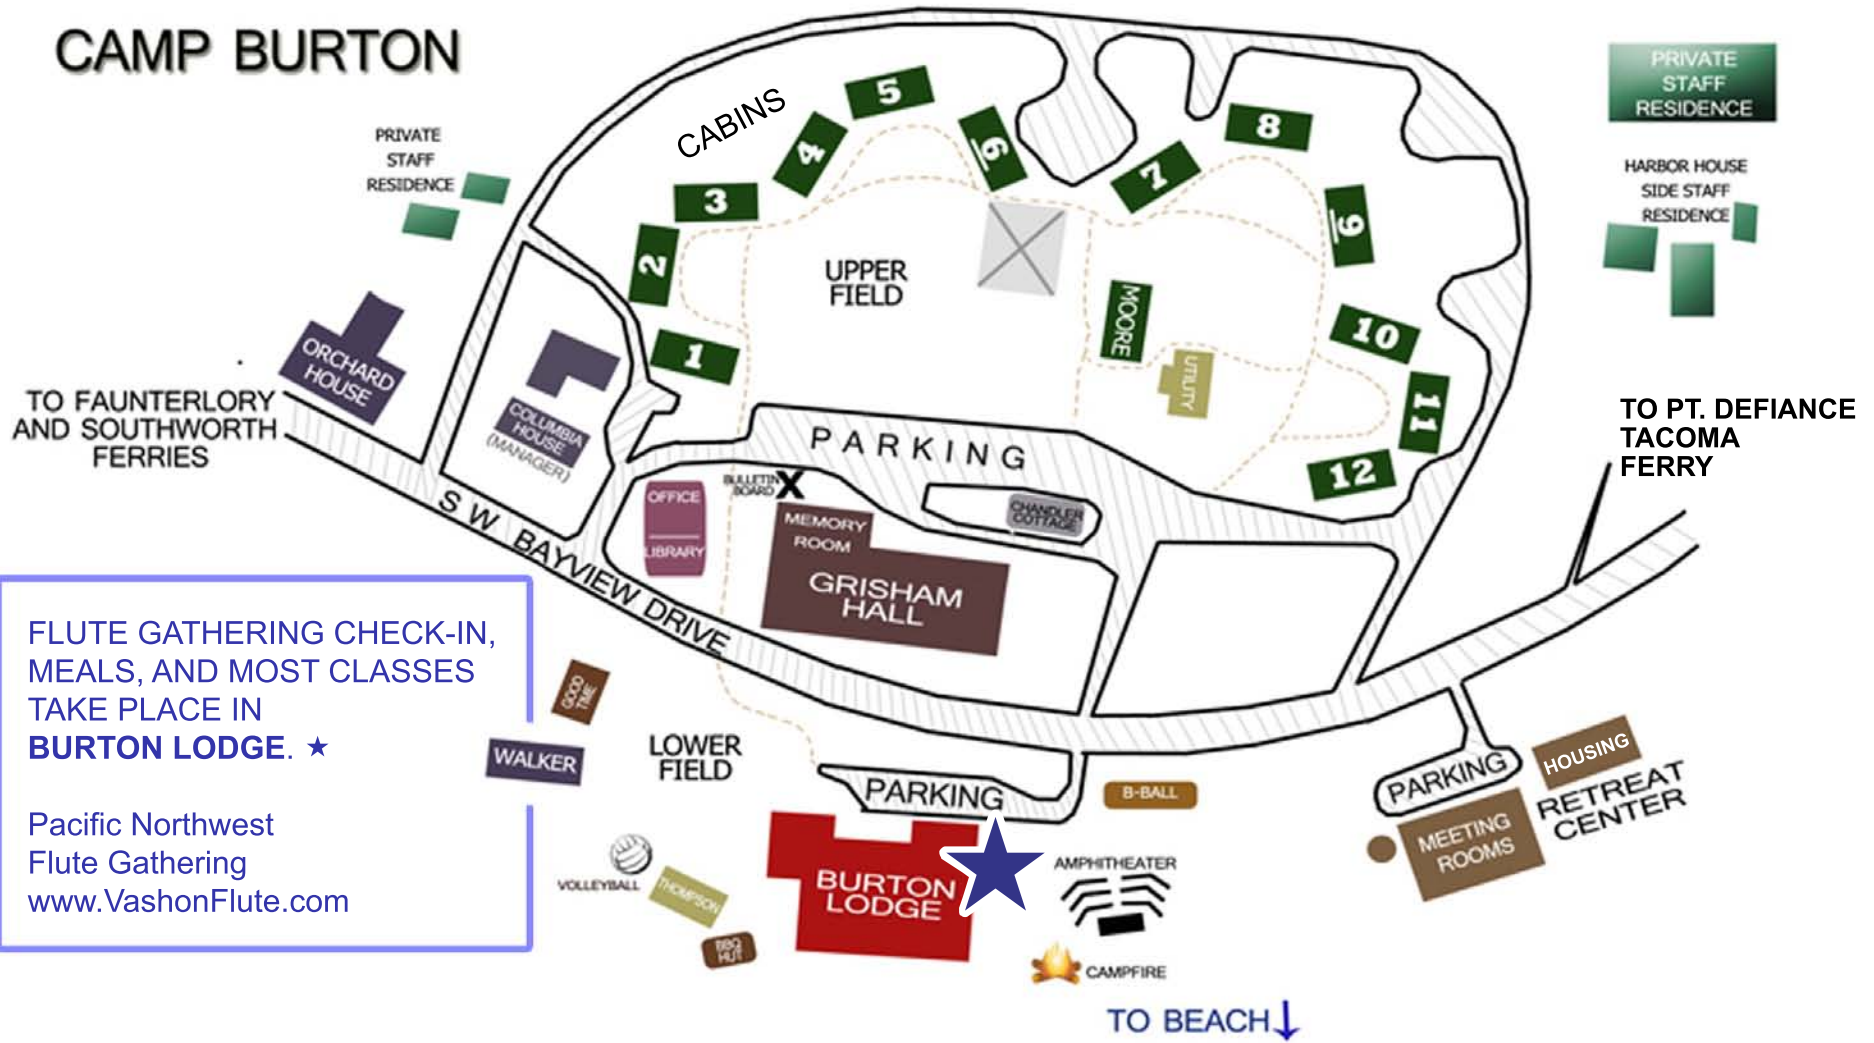 CAMP BURTON
PRIVATE
STAFF
RESIDENCE
CABINS
5
4
6
3
2
1
7
8
9
10
11
12
PRIVATE
STAFF
RESIDENCE
HARBOR HOUSE
SIDE STAFF
RESIDENCE
UPPER
FIELD
MOORE
UTILITY
ORCHARD
HOUSE
COLUMBIA
HOUSE
(MANAGER)
TO FAUNTERLORY
AND SOUTHWORTH
FERRIES
TO PT. DEFIANCE
TACOMA
FERRY
PARKING
BULLETIN
BOARD X
OFFICE
LIBRARY
MEMORY
ROOM
GRISHAM
HALL
CHANDLER
COTTAGE
S W BAYVIEW DRIVE
FLUTE GATHERING CHECK-IN,
MEALS, AND MOST CLASSES
TAKE PLACE IN
BURTON LODGE. ★
Pacific Northwest
Flute Gathering
www.VashonFlute.com
GOOD
TIME
WALKER
LOWER
FIELD
PARKING
B-BALL
PARKING
HOUSING
RETREAT
CENTER
MEETING
ROOMS
VOLLEYBALL
THOMPSON
BBQ
HUT
BURTON
LODGE
AMPHITHEATER
CAMPFIRE
TO BEACH↓